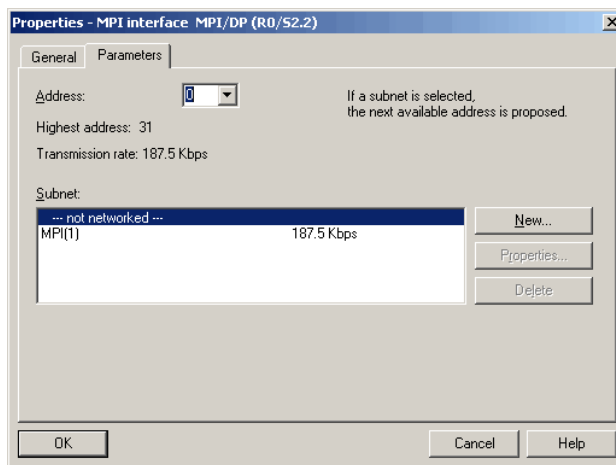 Properties - MPI interface MPI/DP (R0/S2.2)
General Parameters
Address: 0 If a subnet is selected,
the next available address is proposed.
Highest address: 31
Transmission rate: 187.5 Kbps
Subnet:
--- not networked ---
MPI(1) 187.5 Kbps
New...
Properties...
Delete
OK Cancel Help